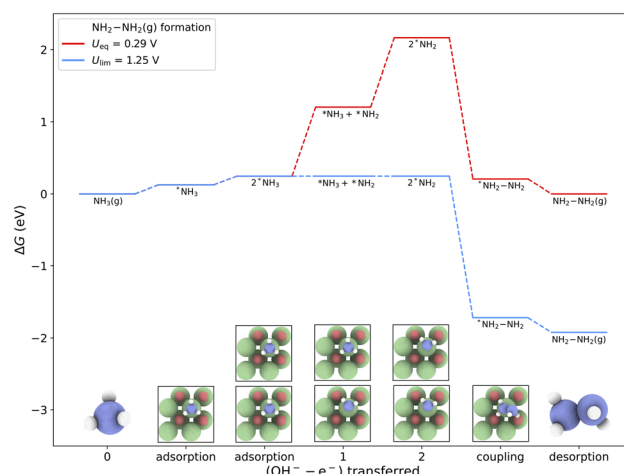 NH₂−NH₂(g) formation
U_eq = 0.29 V
U_lim = 1.25 V
ΔG (eV)
2
1
0
−1
−2
−3
2*NH₂
*NH₃ + *NH₂
NH₃(g)
*NH₃
2*NH₃
*NH₃ + *NH₂
2*NH₂
*NH₂−NH₂
NH₂−NH₂(g)
*NH₂−NH₂
NH₂−NH₂(g)
0 adsorption adsorption 1 2 coupling desorption
(OH⁻ − e⁻) transferred